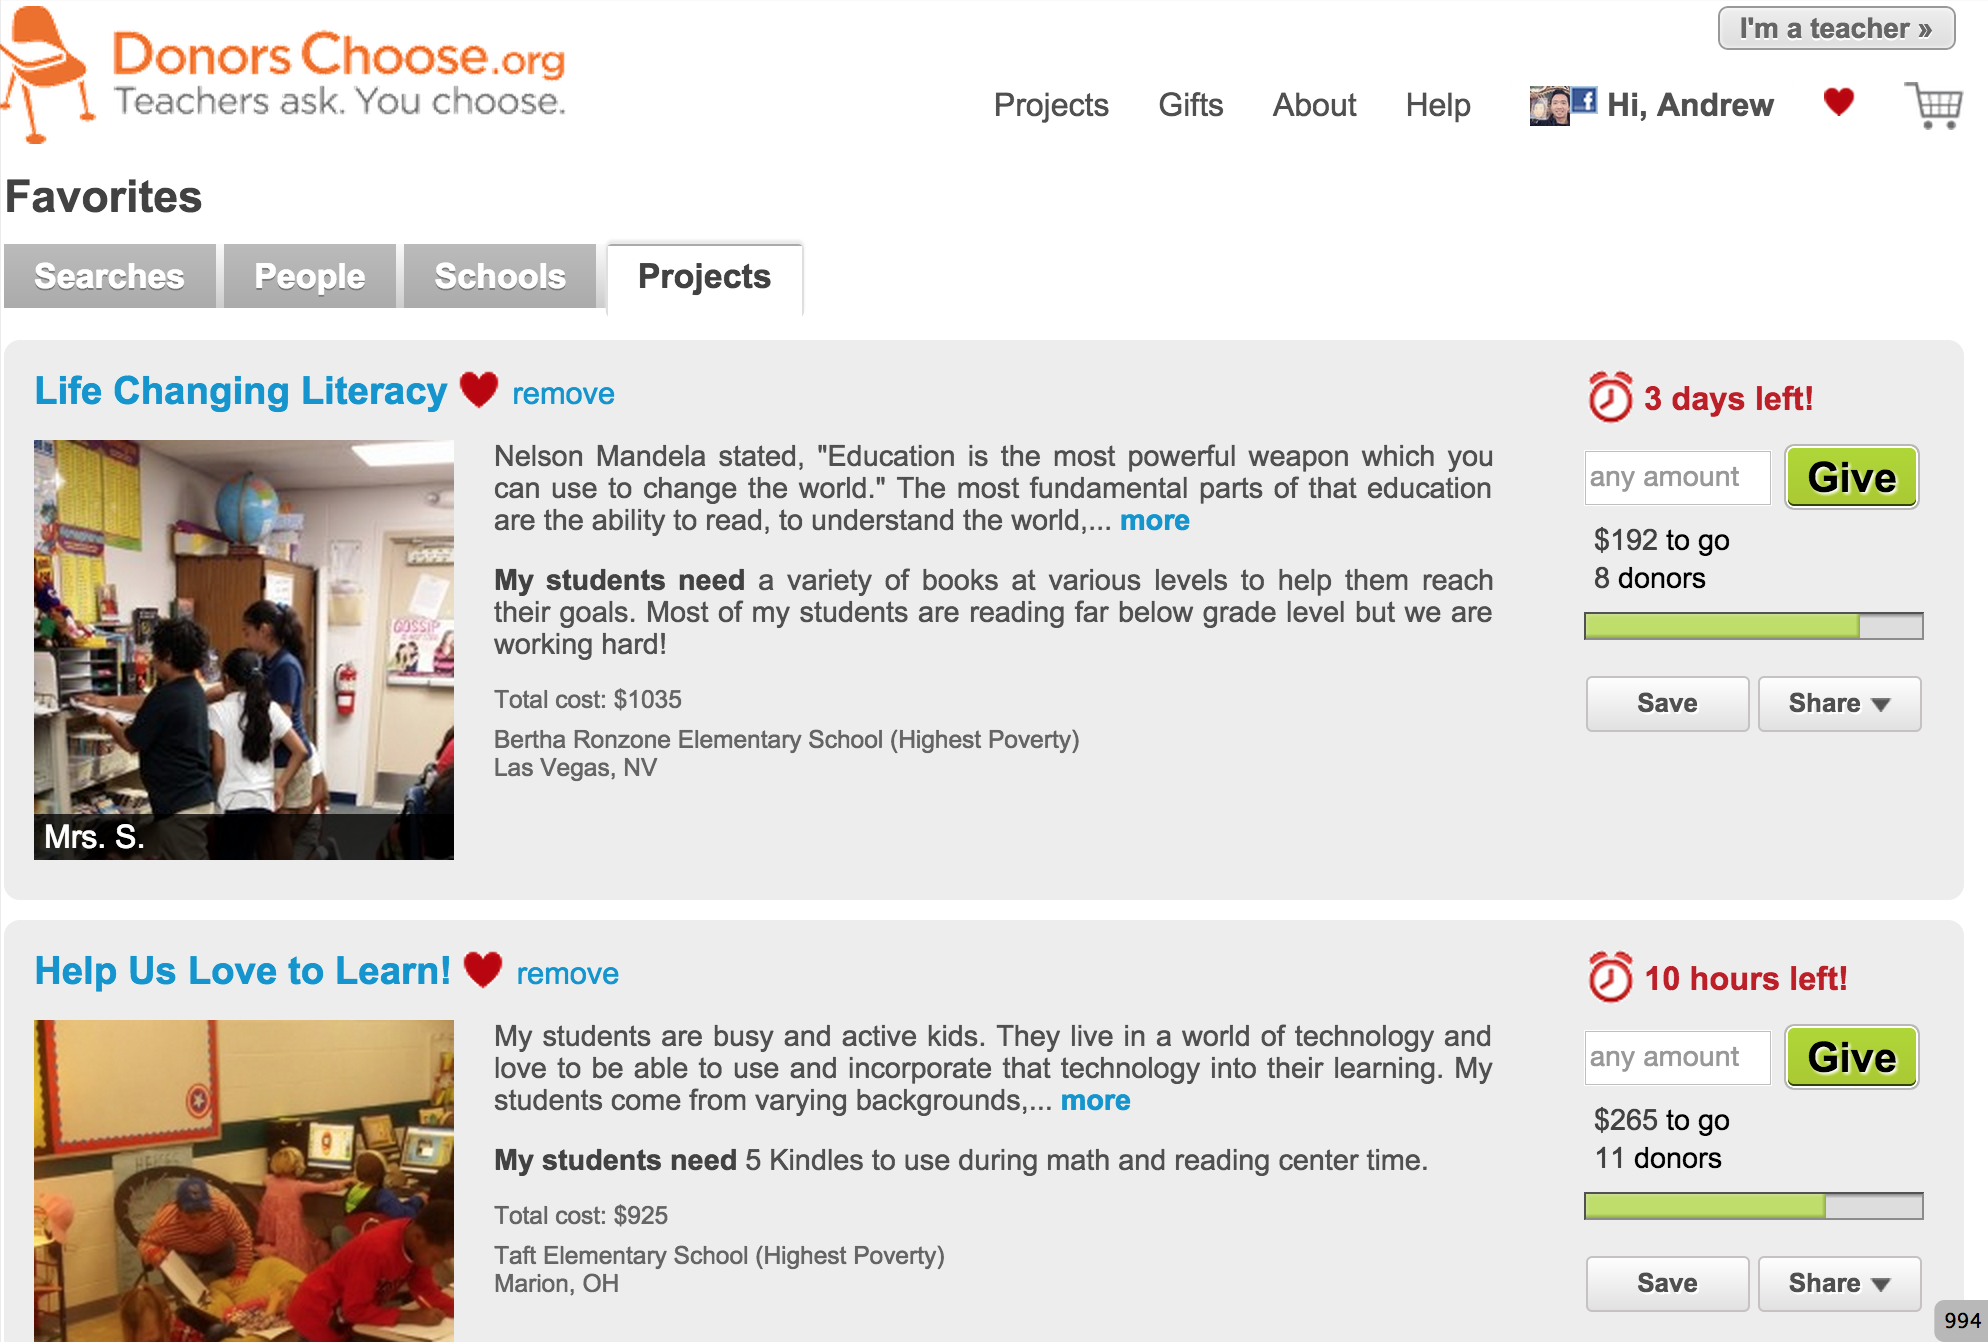 I'm a teacher »
DonorsChoose.org
Teachers ask. You choose.
Projects Gifts About Help Hi, Andrew
Favorites
Searches People Schools Projects
Life Changing Literacy remove
3 days left!
Nelson Mandela stated, "Education is the most powerful weapon which you
can use to change the world." The most fundamental parts of that education
are the ability to read, to understand the world,... more
My students need a variety of books at various levels to help them reach
their goals. Most of my students are reading far below grade level but we are
working hard!
Total cost: $1035
Bertha Ronzone Elementary School (Highest Poverty)
Las Vegas, NV
GOSSIP
Mrs. S.
any amount Give
$192 to go
8 donors
Save Share
Help Us Love to Learn! remove
10 hours left!
My students are busy and active kids. They live in a world of technology and
love to be able to use and incorporate that technology into their learning. My
students come from varying backgrounds,... more
My students need 5 Kindles to use during math and reading center time.
Total cost: $925
Taft Elementary School (Highest Poverty)
Marion, OH
any amount Give
$265 to go
11 donors
Save Share
994